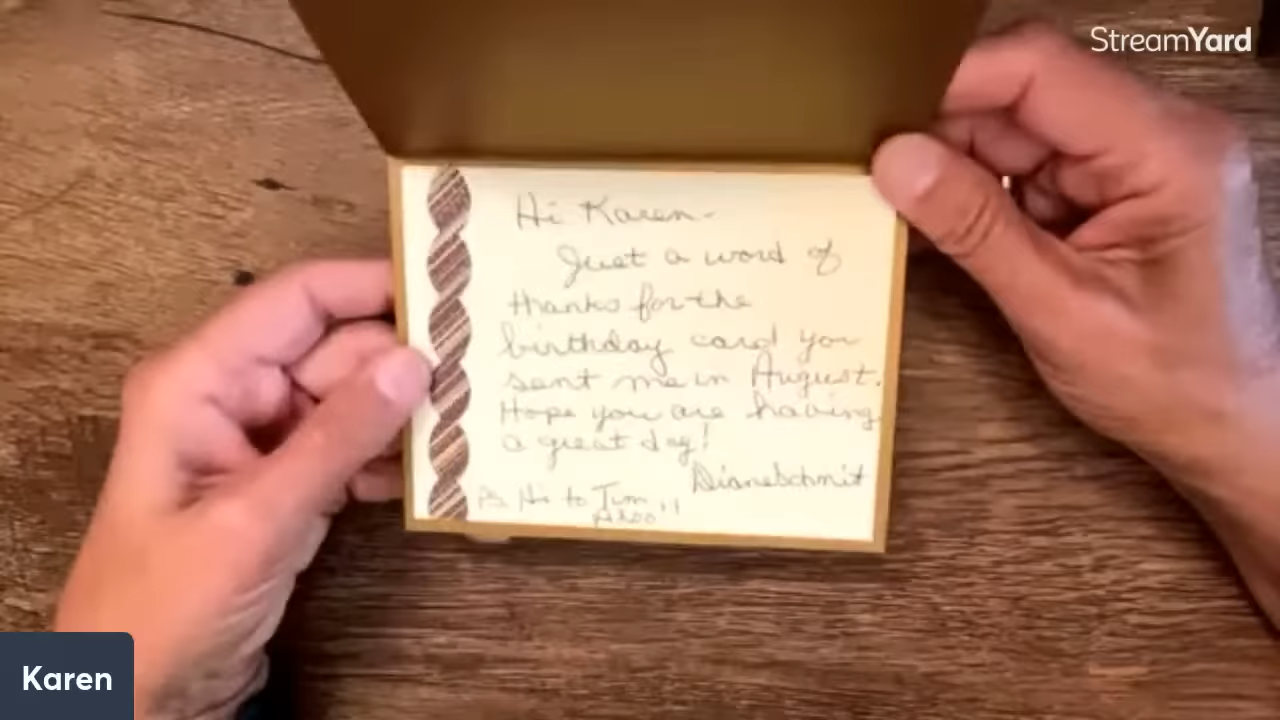 StreamYard
Hi Karen-
Just a word of
thanks for the
birthday card you
sent me in August.
Hope you are having
a great day!
Diane Schmit
Ps. Hi to Jim
Karen